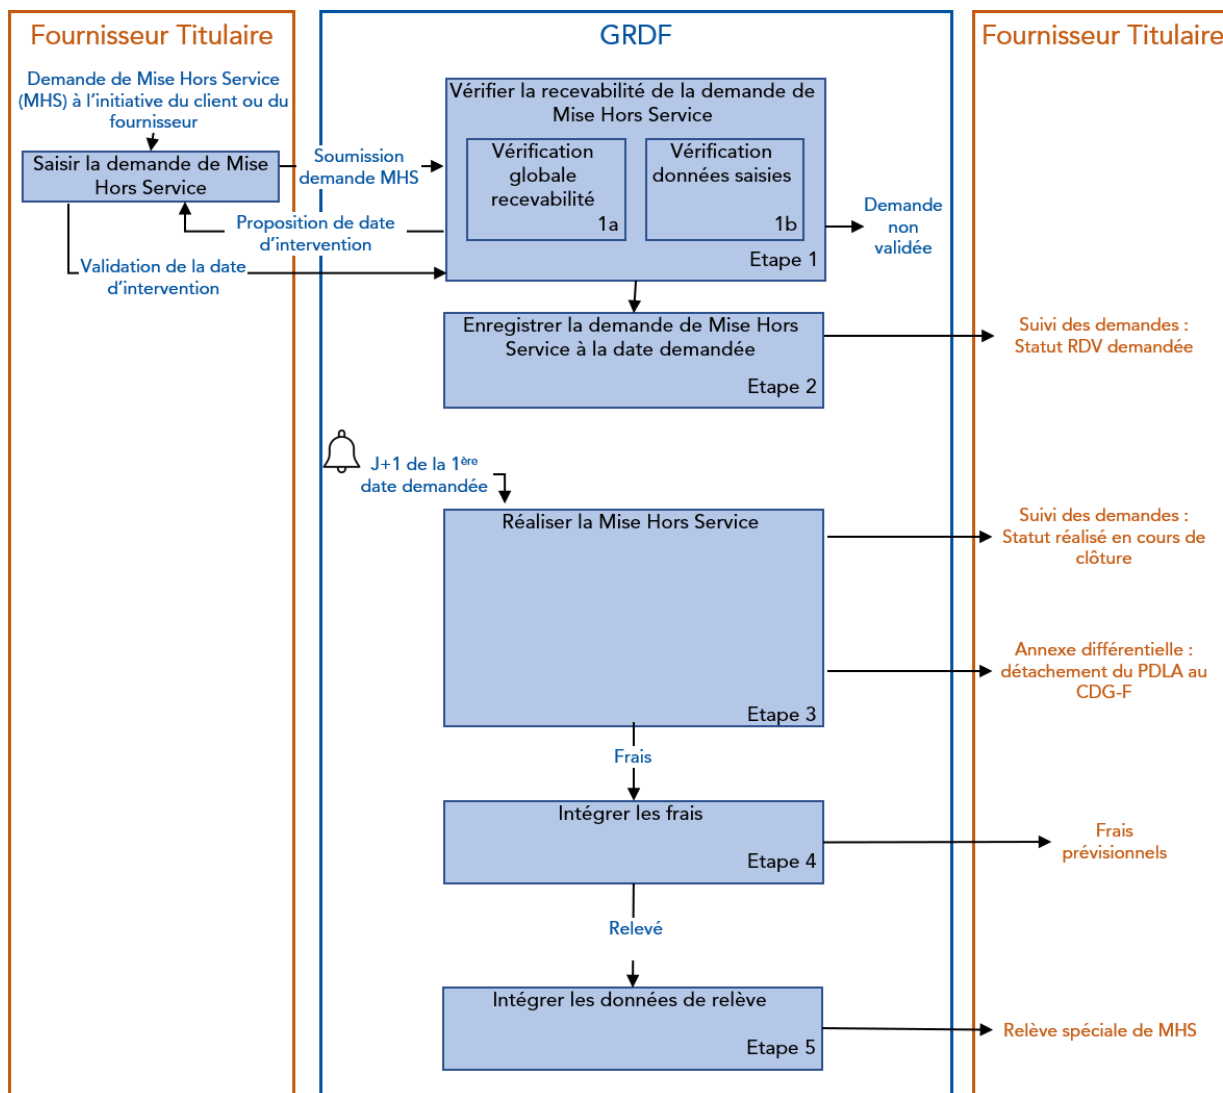 Fournisseur Titulaire
GRDF
Fournisseur Titulaire
Demande de Mise Hors Service
(MHS) à l'initiative du client ou du
fournisseur
Saisir la demande de Mise
Hors Service
Soumission
demande MHS
Proposition de date
d'intervention
Validation de la date
d'intervention
Vérifier la recevabilité de la demande de
Mise Hors Service
Vérification
globale
recevabilité
1a
Vérification
données saisies
1b
Etape 1
Demande
non
validée
Enregistrer la demande de Mise Hors
Service à la date demandée
Etape 2
Suivi des demandes :
Statut RDV demandée
J+1 de la 1ère
date demandée
Réaliser la Mise Hors Service
Etape 3
Suivi des demandes :
Statut réalisé en cours de
clôture
Annexe différentielle :
détachement du PDLA au
CDG-F
Frais
Intégrer les frais
Etape 4
Frais
prévisionnels
Relevé
Intégrer les données de relève
Etape 5
Relève spéciale de MHS